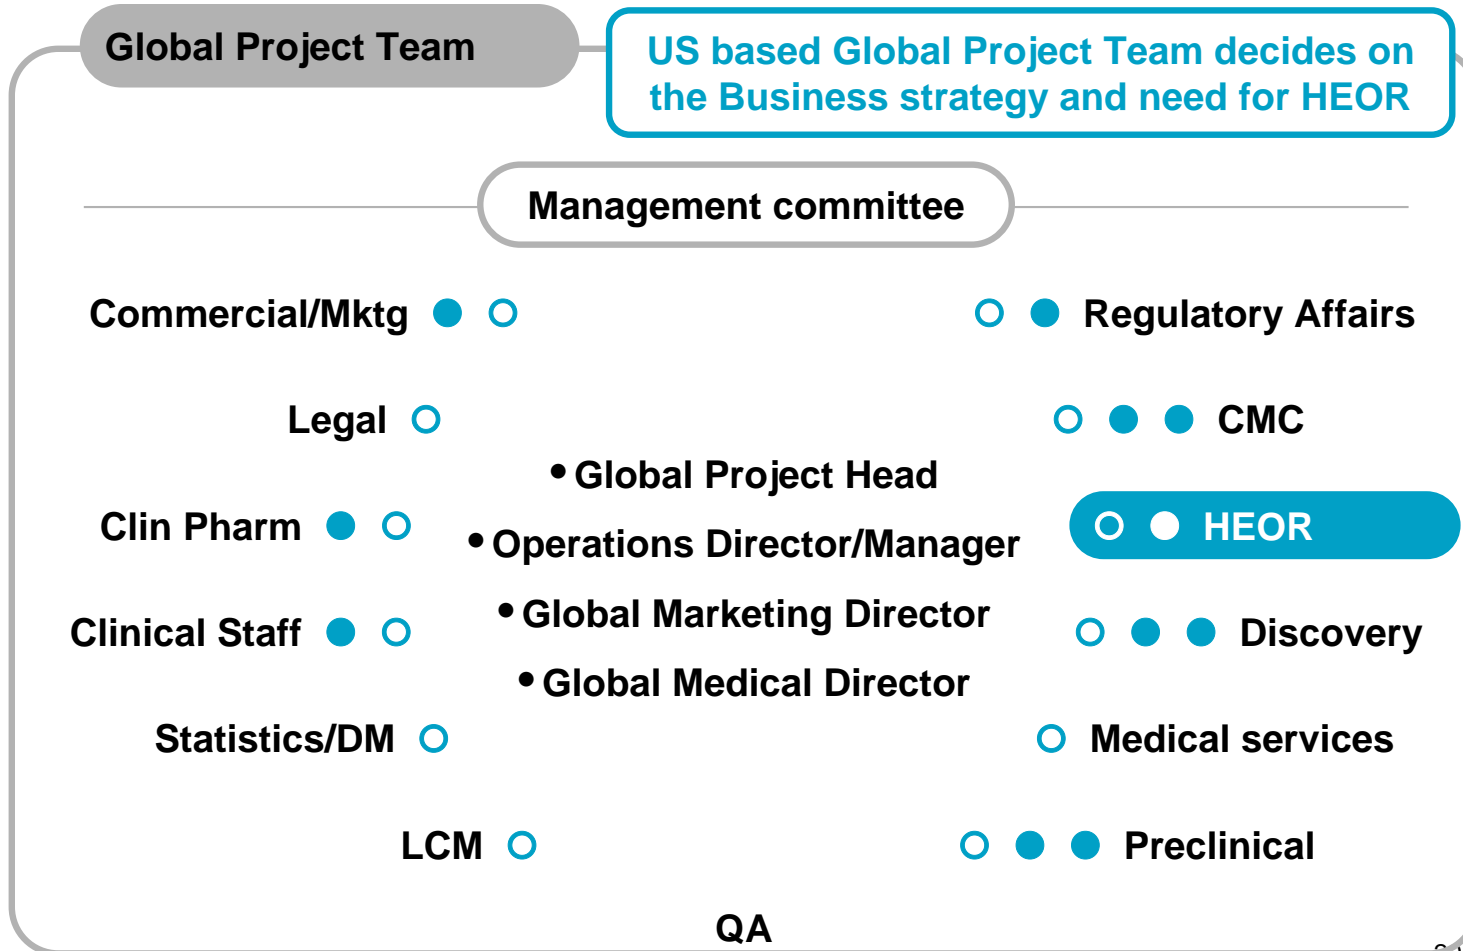 Global Project Team
US based Global Project Team decides on
the Business strategy and need for HEOR
Management committee
Commercial/Mktg
Regulatory Affairs
Legal
CMC
• Global Project Head
Clin Pharm
HEOR
• Operations Director/Manager
• Global Marketing Director
Clinical Staff
Discovery
• Global Medical Director
Statistics/DM
Medical services
LCM
Preclinical
QA